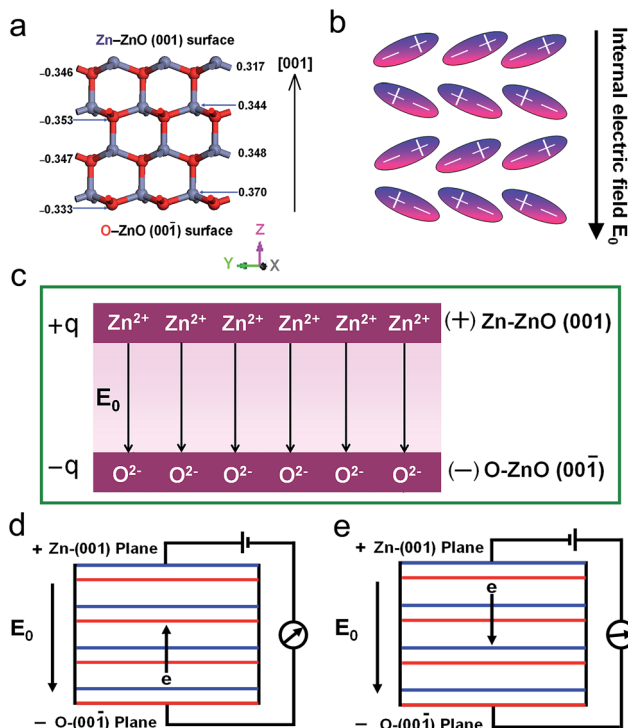 a
Zn–ZnO (001) surface
[001]
−0.346
0.317
−0.353
0.344
−0.347
0.348
−0.333
0.370
O–ZnO (001̄) surface
Z
Y
X
b
+ − + − + −
+ − + − + −
− + − + − +
+ − + − + −
Internal electric field E₀
c
+q Zn²⁺ Zn²⁺ Zn²⁺ Zn²⁺ Zn²⁺ Zn²⁺ (+) Zn-ZnO (001)
E₀
−q O²⁻ O²⁻ O²⁻ O²⁻ O²⁻ O²⁻ (−) O-ZnO (001̄)
d
+ Zn-(001) Plane
E₀
e
− O-(001̄) Plane
e
+ Zn-(001) Plane
e
E₀
− O-(001̄) Plane